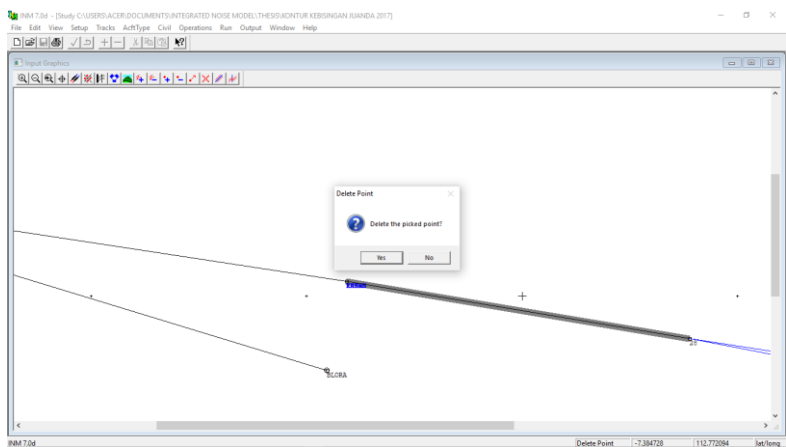 INM 7.0d - [Study C:\USERS\ACER\DOCUMENTS\INTEGRATED NOISE MODEL\THESIS\KONTUR KEBISINGAN JUANDA 2017]
File Edit View Setup Tracks AcftType Civil Operations Run Output Window Help
Input Graphics
Delete Point
Delete the picked point?
Yes No
BLORA
28
INM 7.0d Delete Point -7.384728 112.772094 lat/long